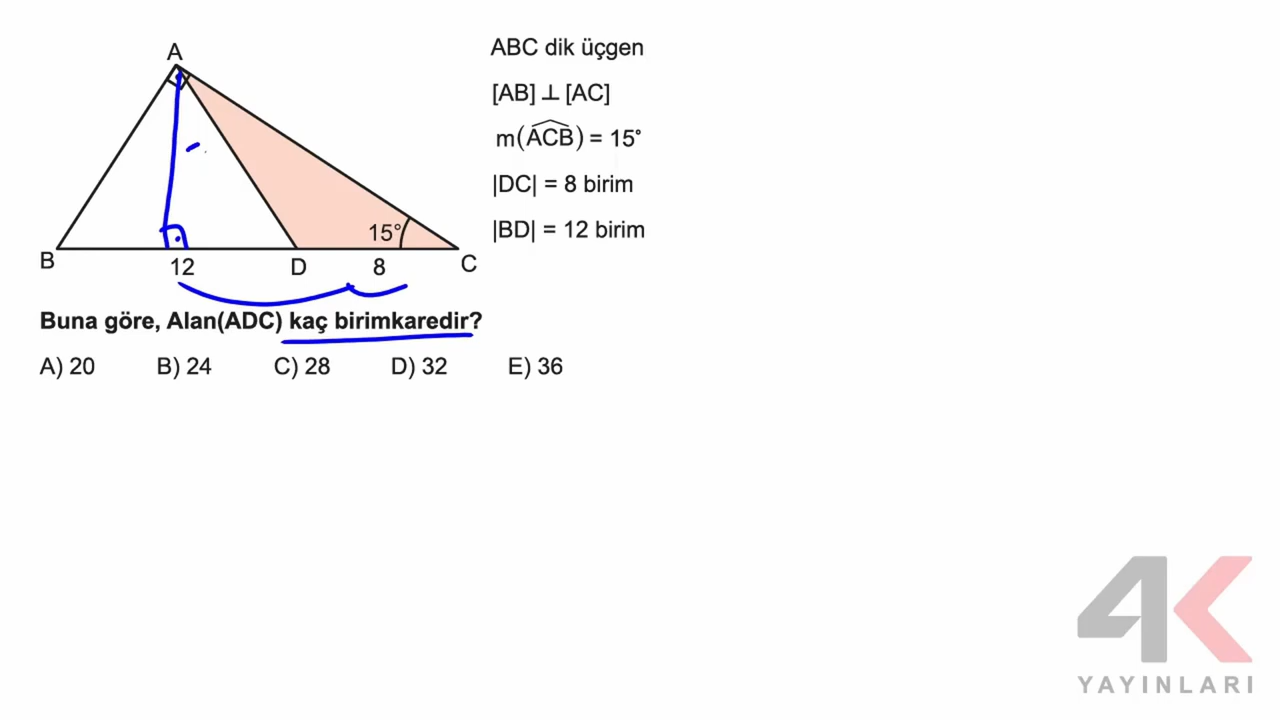 A
B
12
D
8
C
15°
ABC dik üçgen
[AB] ⊥ [AC]
m(ACB) = 15°
|DC| = 8 birim
|BD| = 12 birim
Buna göre, Alan(ADC) kaç birimkaredir?
A) 20 B) 24 C) 28 D) 32 E) 36
4K
YAYINLARI